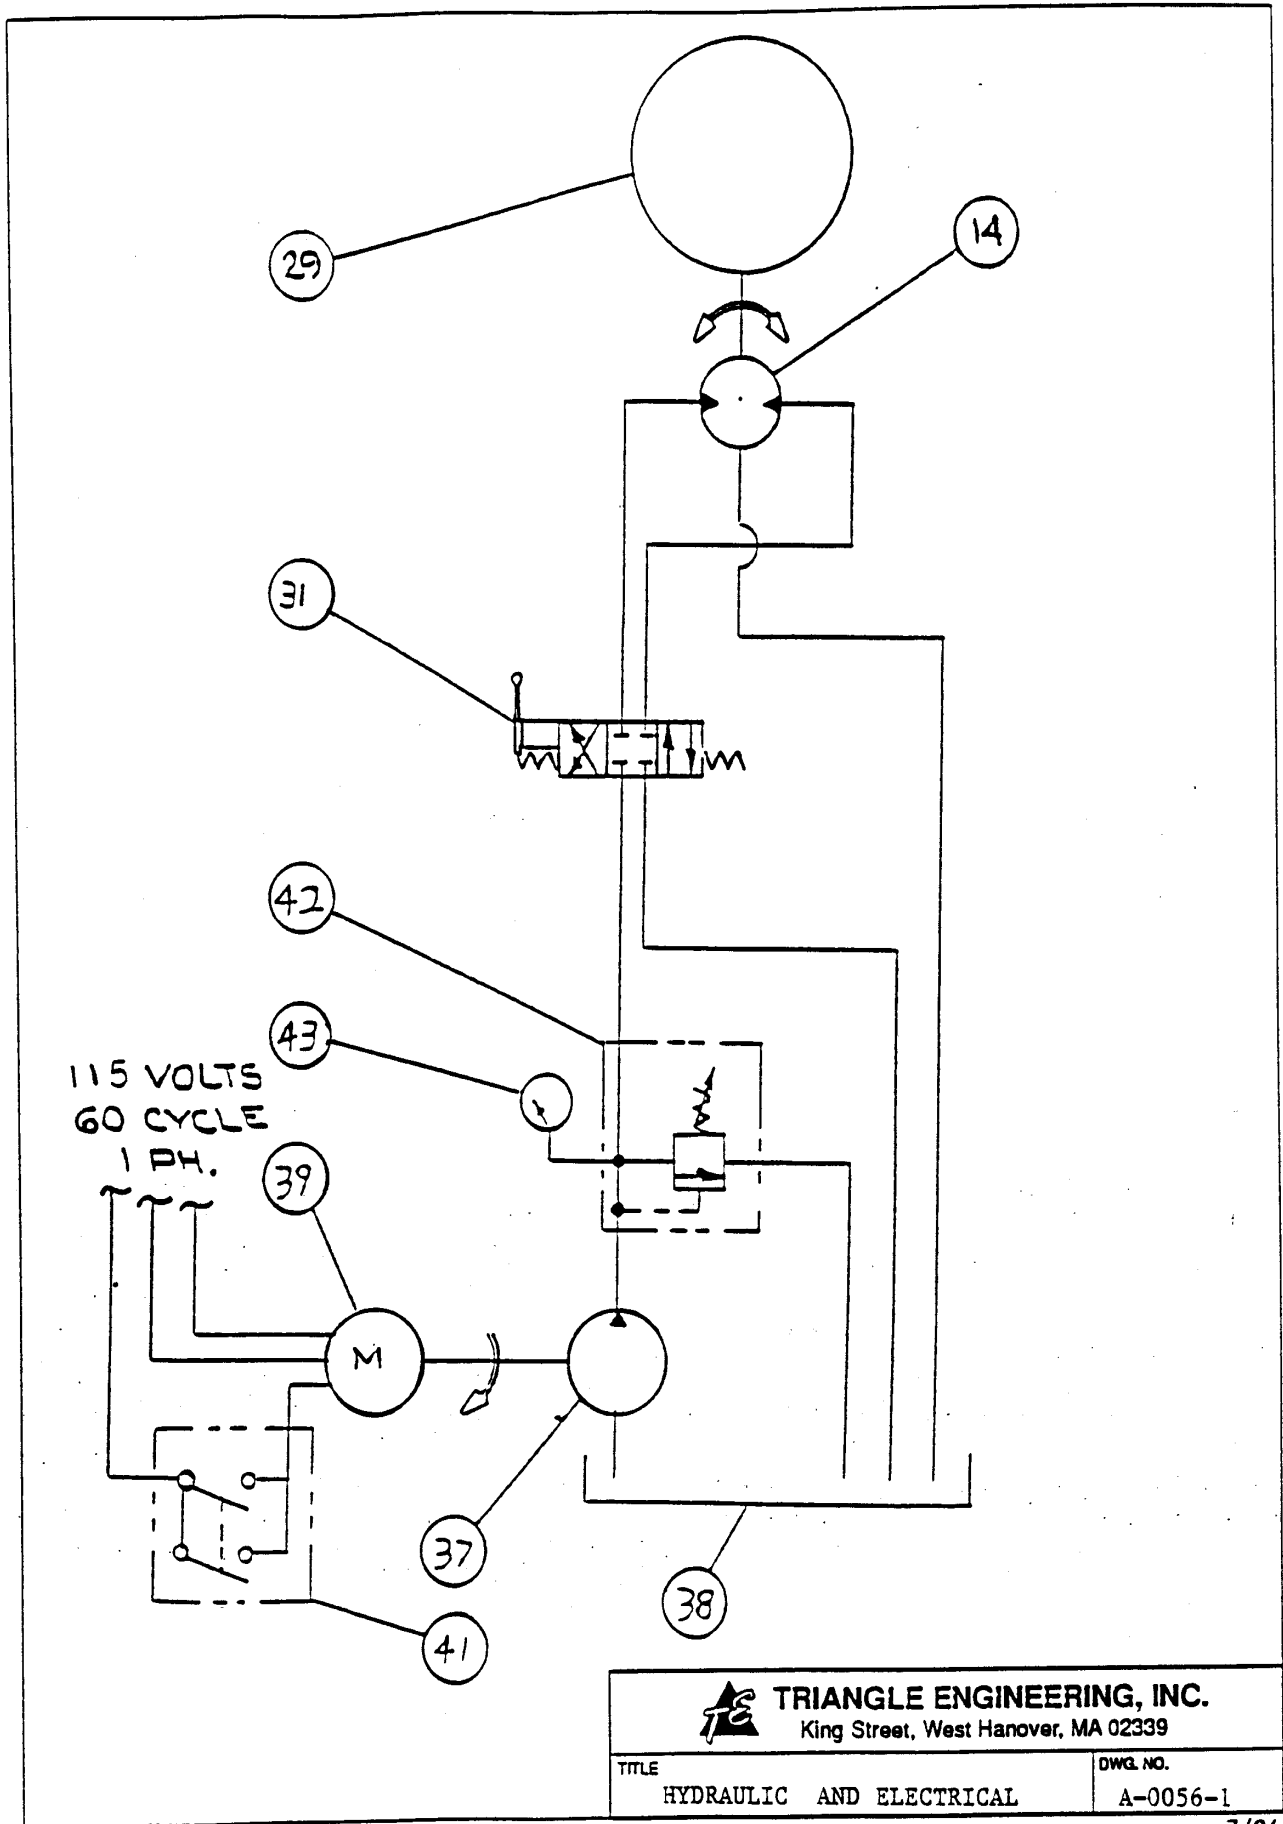 29
14
31
42
43
115 VOLTS
60 CYCLE
1 PH.
39
M
37
41
38
TE TRIANGLE ENGINEERING, INC.
King Street, West Hanover, MA 02339
TITLE
HYDRAULIC AND ELECTRICAL
DWG. NO.
A-0056-1